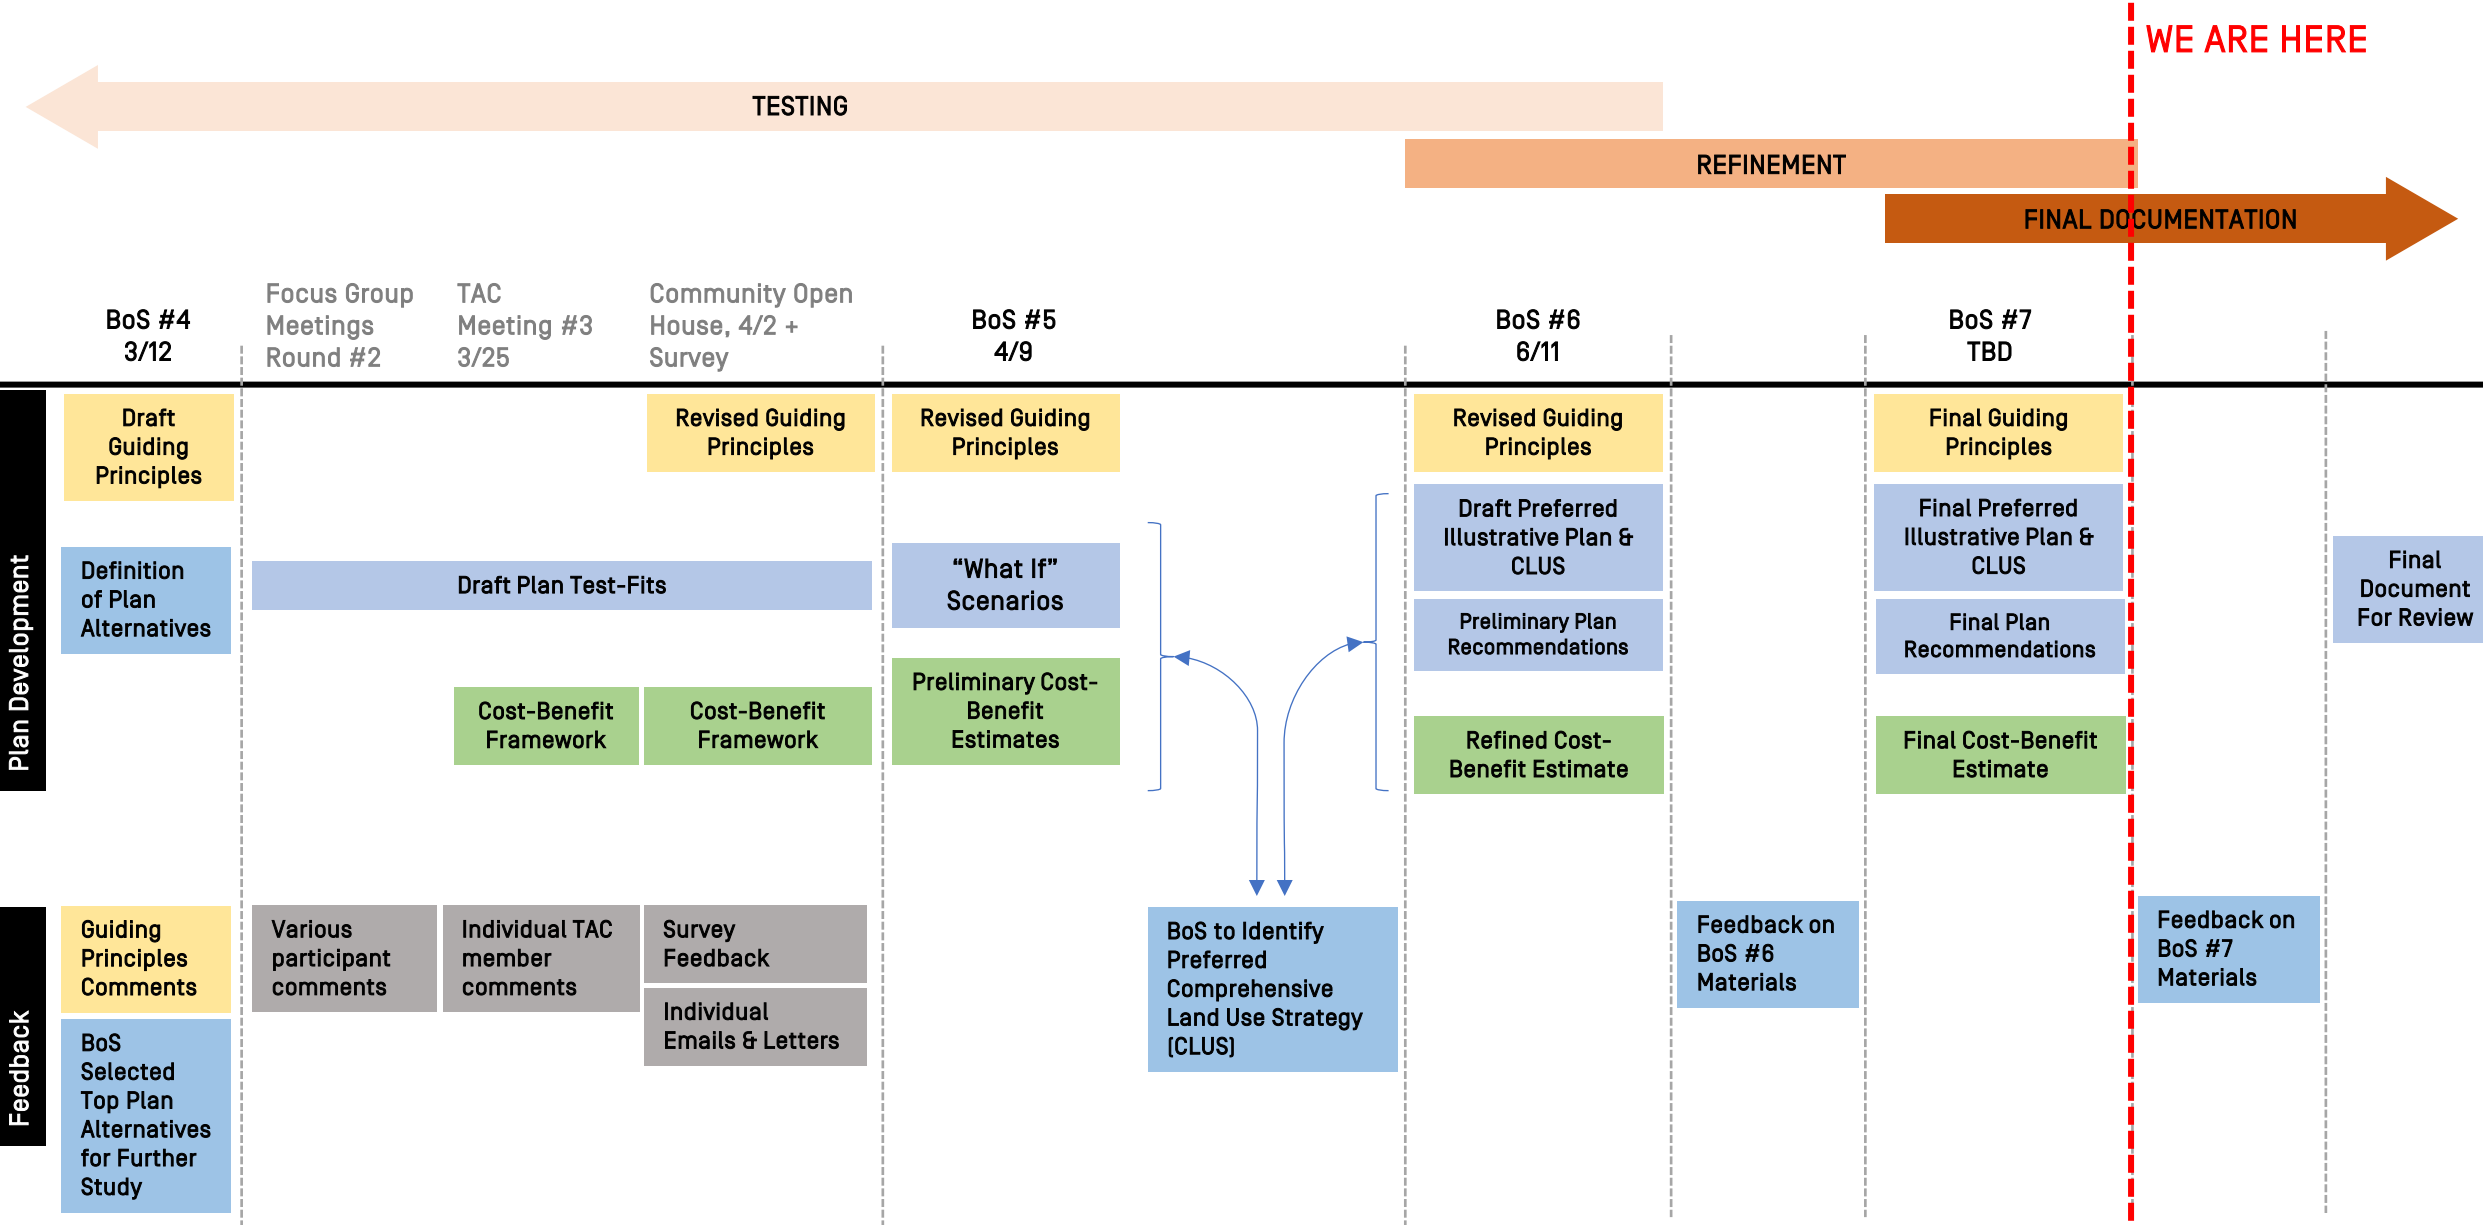 WE ARE HERE
TESTING
REFINEMENT
FINAL DOCUMENTATION
BoS #4
3/12
Focus Group
Meetings
Round #2
TAC
Meeting #3
3/25
Community Open
House, 4/2 +
Survey
BoS #5
4/9
BoS #6
6/11
BoS #7
TBD
Plan Development
Draft
Guiding
Principles
Revised Guiding
Principles
Revised Guiding
Principles
Revised Guiding
Principles
Final Guiding
Principles
Definition
of Plan
Alternatives
Draft Plan Test-Fits
“What If”
Scenarios
Draft Preferred
Illustrative Plan &
CLUS
Final Preferred
Illustrative Plan &
CLUS
Final
Document
For Review
Preliminary Plan
Recommendations
Final Plan
Recommendations
Cost-Benefit
Framework
Cost-Benefit
Framework
Preliminary Cost-
Benefit
Estimates
Refined Cost-
Benefit Estimate
Final Cost-Benefit
Estimate
Feedback
Guiding
Principles
Comments
Various
participant
comments
Individual TAC
member
comments
Survey
Feedback
Individual
Emails & Letters
BoS to Identify
Preferred
Comprehensive
Land Use Strategy
(CLUS)
Feedback on
BoS #6
Materials
Feedback on
BoS #7
Materials
BoS
Selected
Top Plan
Alternatives
for Further
Study